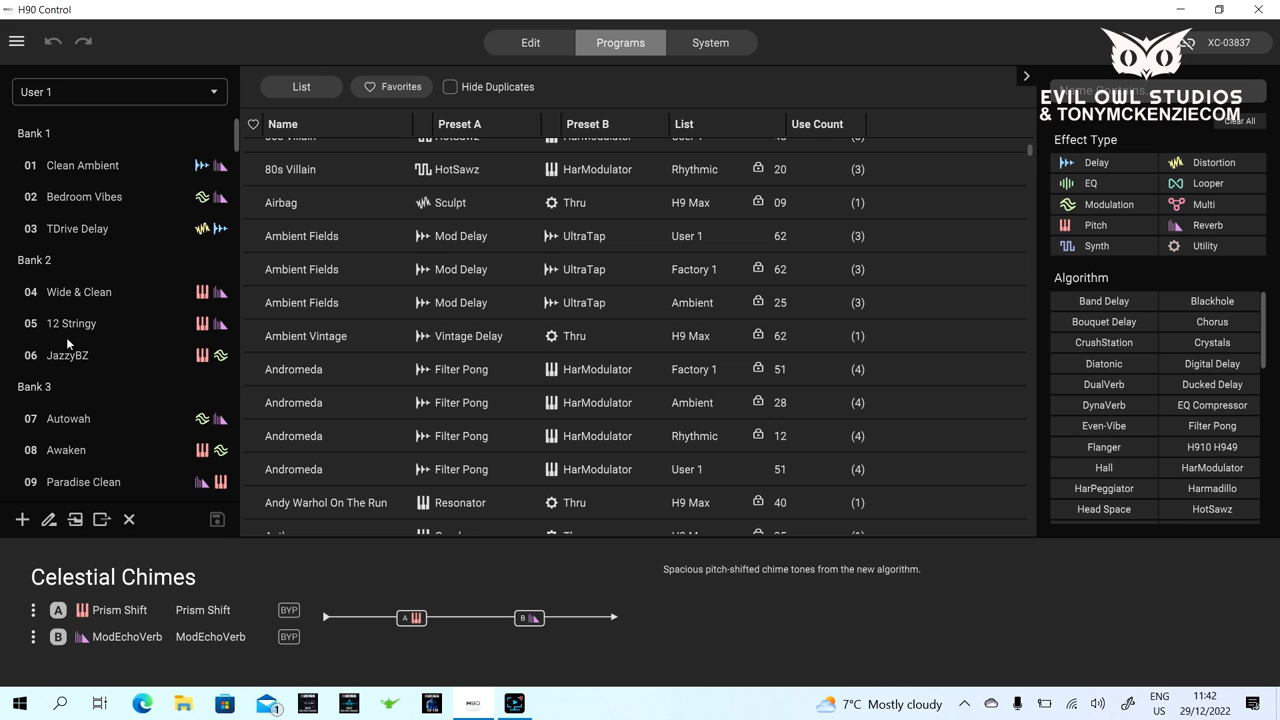 H90 Control
Edit
Programs
System
XC-03837
EVIL OWL STUDIOS
& TONYMCKENZIECOM
User 1
List
Favorites
Hide Duplicates
Name Contains...
Clear All
Bank 1
01 Clean Ambient
02 Bedroom Vibes
03 TDrive Delay
Bank 2
04 Wide & Clean
05 12 Stringy
06 JazzyBZ
Bank 3
07 Autowah
08 Awaken
09 Paradise Clean
Name Preset A Preset B List Use Count
80s Villain HotSawz HarModulator Rhythmic 20 (3)
Airbag Sculpt Thru H9 Max 09 (1)
Ambient Fields Mod Delay UltraTap User 1 62 (3)
Ambient Fields Mod Delay UltraTap Factory 1 62 (3)
Ambient Fields Mod Delay UltraTap Ambient 25 (3)
Ambient Vintage Vintage Delay Thru H9 Max 62 (1)
Andromeda Filter Pong HarModulator Factory 1 51 (4)
Andromeda Filter Pong HarModulator Ambient 28 (4)
Andromeda Filter Pong HarModulator Rhythmic 12 (4)
Andromeda Filter Pong HarModulator User 1 51 (4)
Andy Warhol On The Run Resonator Thru H9 Max 40 (1)
Effect Type
Delay Distortion
EQ Looper
Modulation Multi
Pitch Reverb
Synth Utility
Algorithm
Band Delay Blackhole
Bouquet Delay Chorus
CrushStation Crystals
Diatonic Digital Delay
DualVerb Ducked Delay
DynaVerb EQ Compressor
Even-Vibe Filter Pong
Flanger H910 H949
Hall HarModulator
HarPeggiator Harmadillo
Head Space HotSawz
Celestial Chimes
Spacious pitch-shifted chime tones from the new algorithm.
A Prism Shift Prism Shift BYP
B ModEchoVerb ModEchoVerb BYP
A
B
H90
1
7°C Mostly cloudy
ENG
US
11:42
29/12/2022